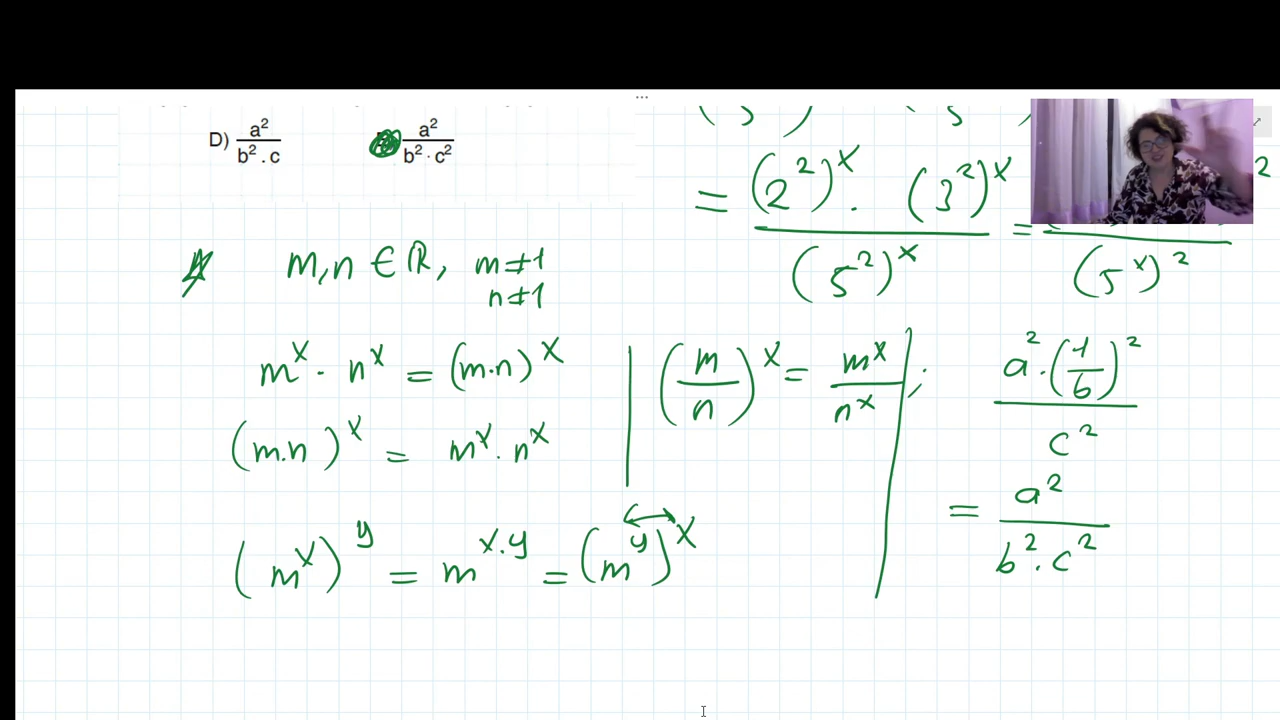 ...
D) a²/(b² . c)
a²/(b² · c²)
= (2²)ˣ . (3²)ˣ / (5²)ˣ = / (5ˣ)²
2
m,n ∈ ℝ, m≠1
n≠1
mˣ · nˣ = (m·n)ˣ
(m.n)ˣ = mˣ · nˣ
(mˣ)ʸ = m^(x.y) = (mʸ)ˣ
(m/n)ˣ = mˣ/nˣ ;
a² · (1/b)² / c²
= a²/(b² · c²)